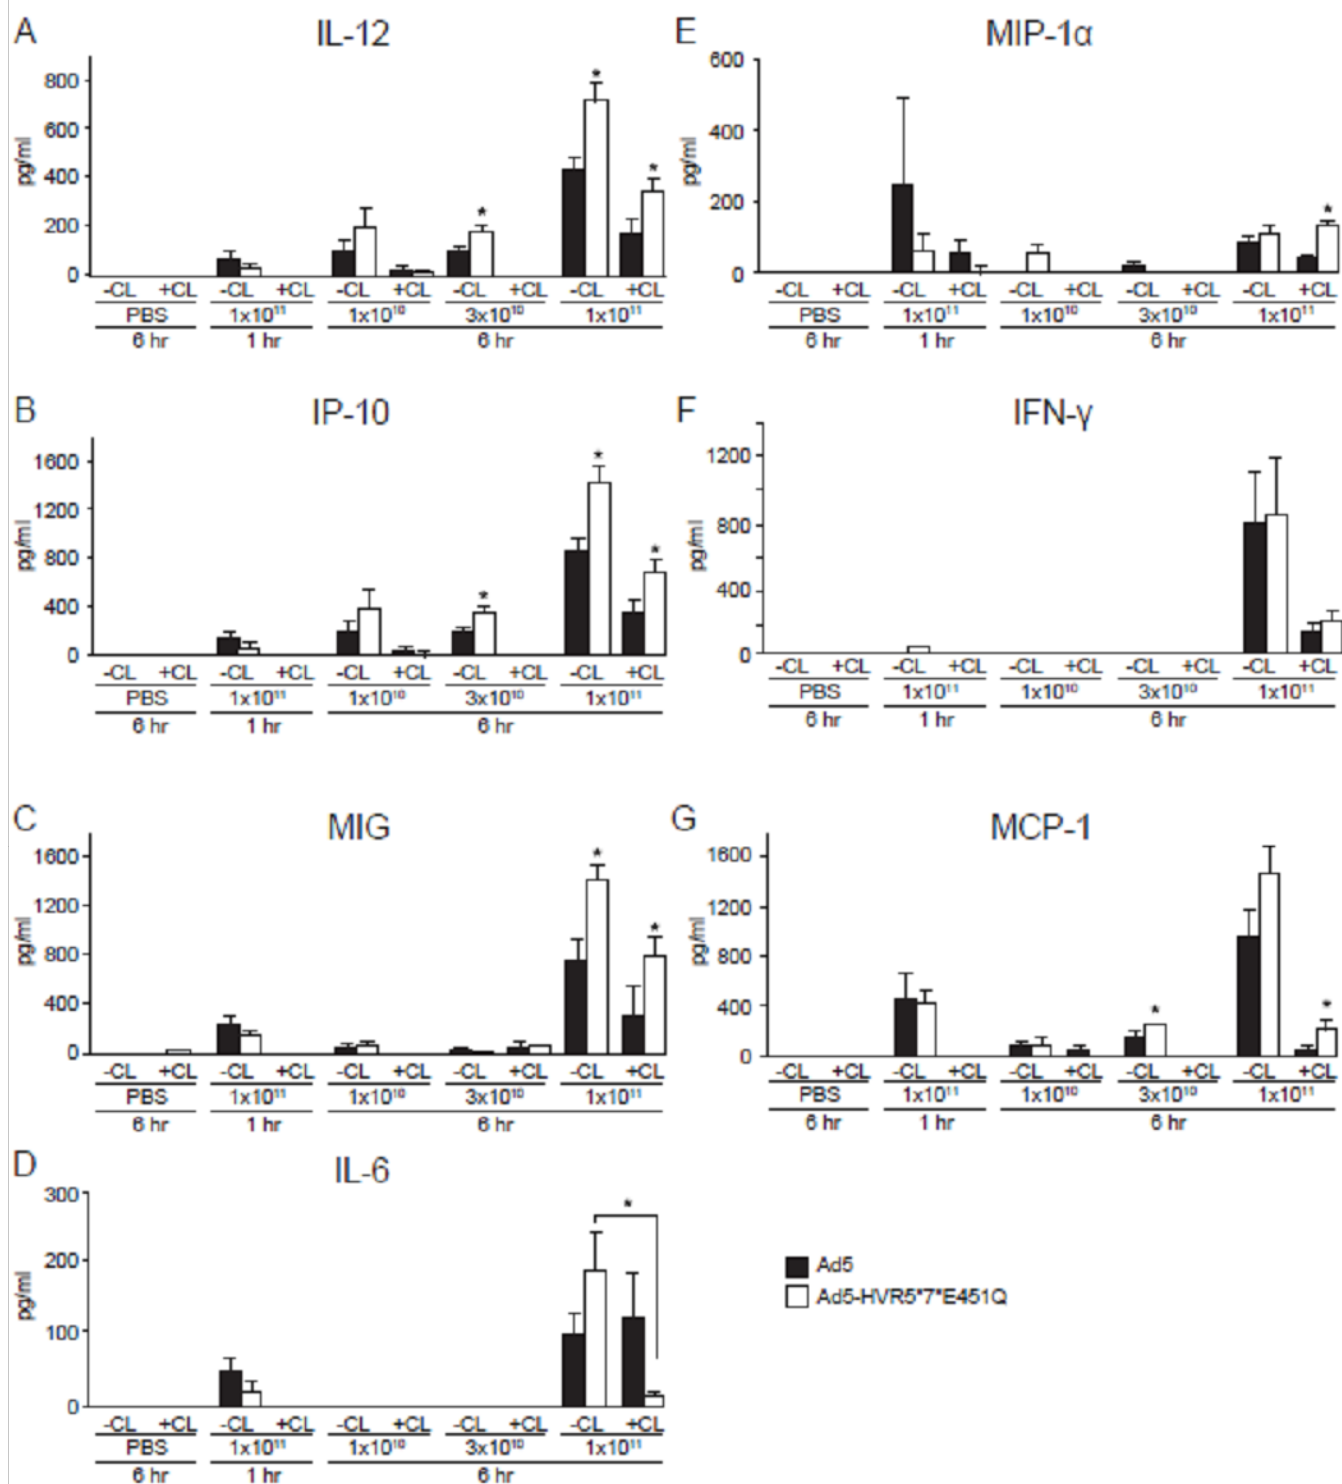 A IL-12
pg/ml
800
600
400
200
0
* * *
-CL +CL -CL +CL -CL +CL -CL +CL -CL +CL
PBS 1x10¹¹ 1x10¹⁰ 3x10¹⁰ 1x10¹¹
6 hr 1 hr 6 hr
B IP-10
pg/ml
1600
1200
800
400
0
* * *
-CL +CL -CL +CL -CL +CL -CL +CL -CL +CL
PBS 1x10¹¹ 1x10¹⁰ 3x10¹⁰ 1x10¹¹
6 hr 1 hr 6 hr
C MIG
pg/ml
1600
1200
800
400
0
* *
-CL +CL -CL +CL -CL +CL -CL +CL -CL +CL
PBS 1x10¹¹ 1x10¹⁰ 3x10¹⁰ 1x10¹¹
6 hr 1 hr 6 hr
D IL-6
pg/ml
300
200
100
0
*
-CL +CL -CL +CL -CL +CL -CL +CL -CL +CL
PBS 1x10¹¹ 1x10¹⁰ 3x10¹⁰ 1x10¹¹
6 hr 1 hr 6 hr
E MIP-1α
pg/ml
600
400
200
0
*
-CL +CL -CL +CL -CL +CL -CL +CL -CL +CL
PBS 1x10¹¹ 1x10¹⁰ 3x10¹⁰ 1x10¹¹
6 hr 1 hr 6 hr
F IFN-γ
pg/ml
1200
800
400
0
-CL +CL -CL +CL -CL +CL -CL +CL -CL +CL
PBS 1x10¹¹ 1x10¹⁰ 3x10¹⁰ 1x10¹¹
6 hr 1 hr 6 hr
G MCP-1
pg/ml
1600
1200
800
400
0
* *
-CL +CL -CL +CL -CL +CL -CL +CL -CL +CL
PBS 1x10¹¹ 1x10¹⁰ 3x10¹⁰ 1x10¹¹
6 hr 1 hr 6 hr
Ad5
Ad5-HVR5*7*E451Q